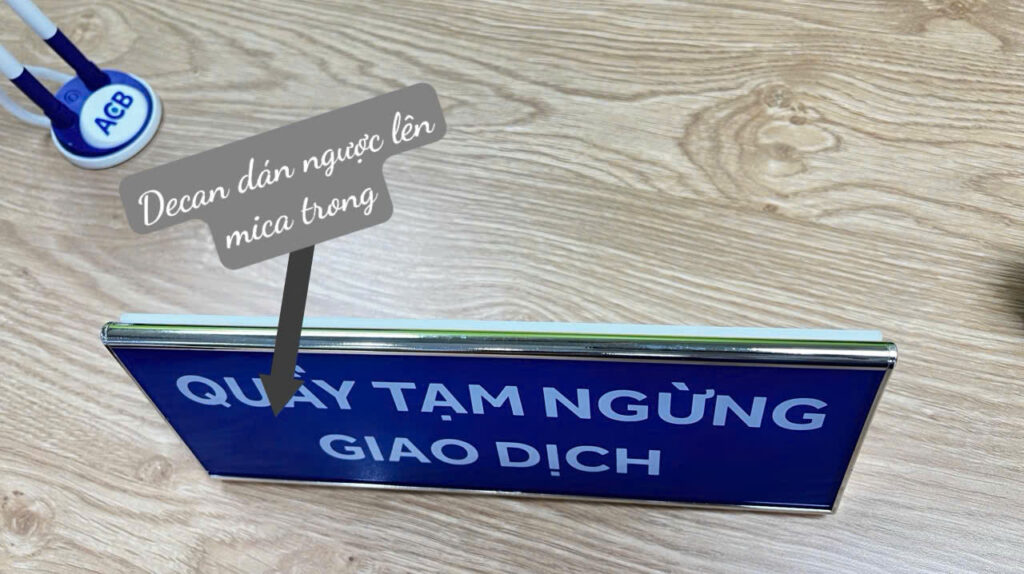 ACB
Decan dán ngược lên
mica trong
QUẦY TẠM NGỪNG
GIAO DỊCH